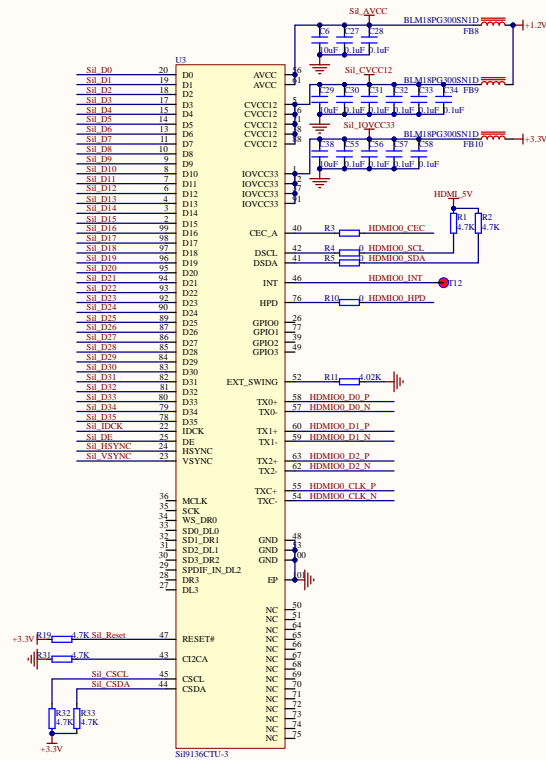 Sil_AVCC
C6 C27 C28
10uF 0.1uF 0.1uF
BLM18PG300SN1D
FB8
+1.2V
Sil_CVCC12
C29 C30 C31 C32 C33 C34
10uF 0.1uF 0.1uF 0.1uF 0.1uF 0.1uF
BLM18PG300SN1D
FB9
Sil_IOVCC33
C38 C55 C56 C57 C58
10uF 0.1uF 0.1uF 0.1uF 0.1uF
BLM18PG300SN1D
FB10
+3.3V
U3
Sil_D0 20 D0
Sil_D1 19 D1
Sil_D2 18 D2
Sil_D3 17 D3
Sil_D4 15 D4
Sil_D5 14 D5
Sil_D6 13 D6
Sil_D7 11 D7
Sil_D8 10 D8
Sil_D9 9 D9
Sil_D10 8 D10
Sil_D11 7 D11
Sil_D12 6 D12
Sil_D13 4 D13
Sil_D14 3 D14
Sil_D15 2 D15
Sil_D16 99 D16
Sil_D17 98 D17
Sil_D18 97 D18
Sil_D19 96 D19
Sil_D20 95 D20
Sil_D21 94 D21
Sil_D22 93 D22
Sil_D23 92 D23
Sil_D24 90 D24
Sil_D25 89 D25
Sil_D26 87 D26
Sil_D27 86 D27
Sil_D28 85 D28
Sil_D29 84 D29
Sil_D30 83 D30
Sil_D31 82 D31
Sil_D32 81 D32
Sil_D33 80 D33
Sil_D34 79 D34
Sil_D35 78 D35
Sil_IDCK 22 IDCK
Sil_DE 25 DE
Sil_HSYNC 24 HSYNC
Sil_VSYNC 23 VSYNC
36 MCLK
35 SCK
34 WS_DR0
33 SD0_DL0
32 SD1_DR1
31 SD2_DL1
30 SD3_DR2
29 SPDIF_IN_DL2
28 DR3
27 DL3
+3.3V R19 4.7K Sil_Reset 47 RESET#
R31 4.7K 43 CI2CA
Sil_CSCL 45 CSCL
Sil_CSDA 44 CSDA
R32 R33
4.7K 4.7K
+3.3V
AVCC
AVCC
CVCC12
CVCC12
CVCC12
CVCC12
CVCC12
IOVCC33
IOVCC33
IOVCC33
IOVCC33
HDMI_5V
R1 R2
4.7K 4.7K
CEC_A 40 R3 HDMIO0_CEC
DSCL 42 R4 0 HDMIO0_SCL
DSDA 41 R5 0 HDMIO0_SDA
INT 46 HDMIO0_INT T12
HPD 76 R10 0 HDMIO0_HPD
GPIO0 26
GPIO1 77
GPIO2 39
GPIO3 49
EXT_SWING 52 R11 4.02K
TX0+ 58 HDMIO0_D0_P
TX0- 57 HDMIO0_D0_N
TX1+ 60 HDMIO0_D1_P
TX1- 59 HDMIO0_D1_N
TX2+ 63 HDMIO0_D2_P
TX2- 62 HDMIO0_D2_N
TXC+ 55 HDMIO0_CLK_P
TXC- 54 HDMIO0_CLK_N
GND 48
GND
GND
EP
NC 50
NC 51
NC 64
NC 65
NC 66
NC 67
NC 68
NC 69
NC 70
NC 71
NC 72
NC 73
NC 74
NC 75
Sil9136CTU-3